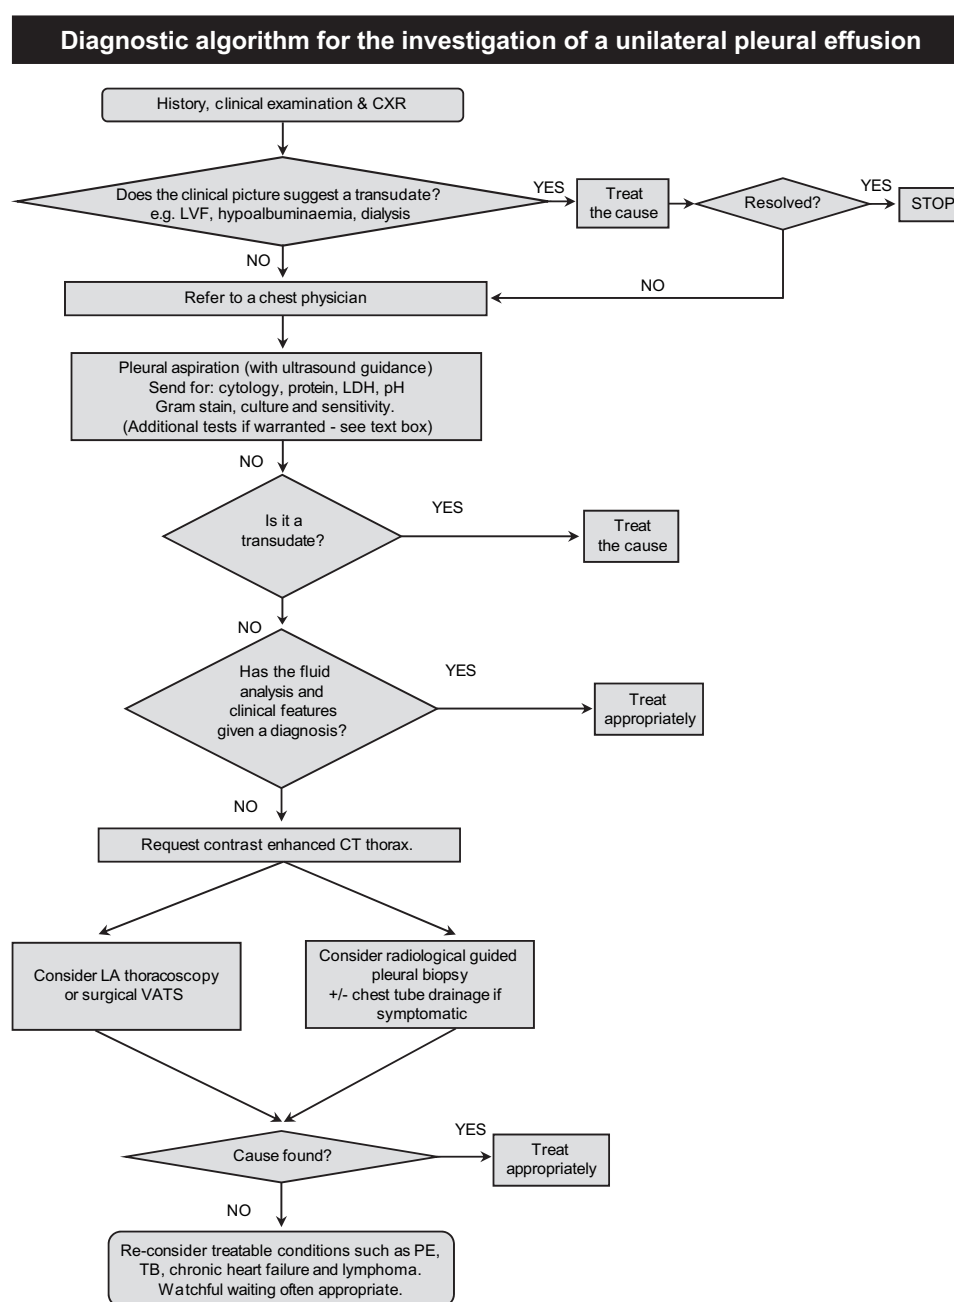 Diagnostic algorithm for the investigation of a unilateral pleural effusion
History, clinical examination & CXR
Does the clinical picture suggest a transudate?
e.g. LVF, hypoalbuminaemia, dialysis
YES
Treat
the cause
Resolved?
YES
STOP
NO
NO
Refer to a chest physician
Pleural aspiration (with ultrasound guidance)
Send for: cytology, protein, LDH, pH
Gram stain, culture and sensitivity.
(Additional tests if warranted - see text box)
NO
Is it a
transudate?
YES
Treat
the cause
NO
Has the fluid
analysis and
clinical features
given a diagnosis?
YES
Treat
appropriately
NO
Request contrast enhanced CT thorax.
Consider LA thoracoscopy
or surgical VATS
Consider radiological guided
pleural biopsy
+/- chest tube drainage if
symptomatic
Cause found?
YES
Treat
appropriately
NO
Re-consider treatable conditions such as PE,
TB, chronic heart failure and lymphoma.
Watchful waiting often appropriate.